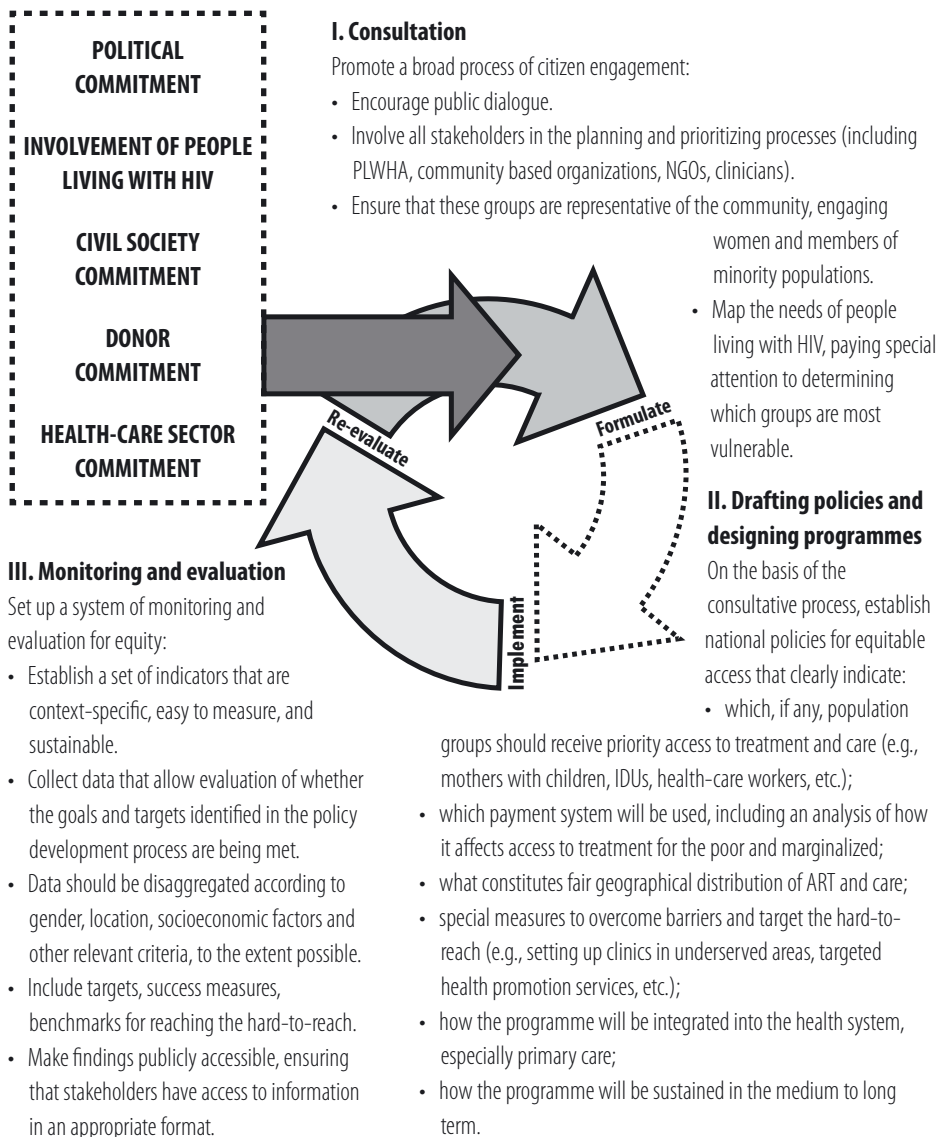 POLITICAL
COMMITMENT
INVOLVEMENT OF PEOPLE
LIVING WITH HIV
CIVIL SOCIETY
COMMITMENT
DONOR
COMMITMENT
HEALTH-CARE SECTOR
COMMITMENT
I. Consultation
Promote a broad process of citizen engagement:
• Encourage public dialogue.
• Involve all stakeholders in the planning and prioritizing processes (including
PLWHA, community based organizations, NGOs, clinicians).
• Ensure that these groups are representative of the community, engaging
women and members of
minority populations.
• Map the needs of people
living with HIV, paying special
attention to determining
which groups are most
vulnerable.
Formulate
Implement
Re-evaluate
II. Drafting policies and
designing programmes
On the basis of the
consultative process, establish
national policies for equitable
access that clearly indicate:
• which, if any, population
groups should receive priority access to treatment and care (e.g.,
mothers with children, IDUs, health-care workers, etc.);
• which payment system will be used, including an analysis of how
it affects access to treatment for the poor and marginalized;
• what constitutes fair geographical distribution of ART and care;
• special measures to overcome barriers and target the hard-to-
reach (e.g., setting up clinics in underserved areas, targeted
health promotion services, etc.);
• how the programme will be integrated into the health system,
especially primary care;
• how the programme will be sustained in the medium to long
term.
III. Monitoring and evaluation
Set up a system of monitoring and
evaluation for equity:
• Establish a set of indicators that are
context-specific, easy to measure, and
sustainable.
• Collect data that allow evaluation of whether
the goals and targets identified in the policy
development process are being met.
• Data should be disaggregated according to
gender, location, socioeconomic factors and
other relevant criteria, to the extent possible.
• Include targets, success measures,
benchmarks for reaching the hard-to-reach.
• Make findings publicly accessible, ensuring
that stakeholders have access to information
in an appropriate format.